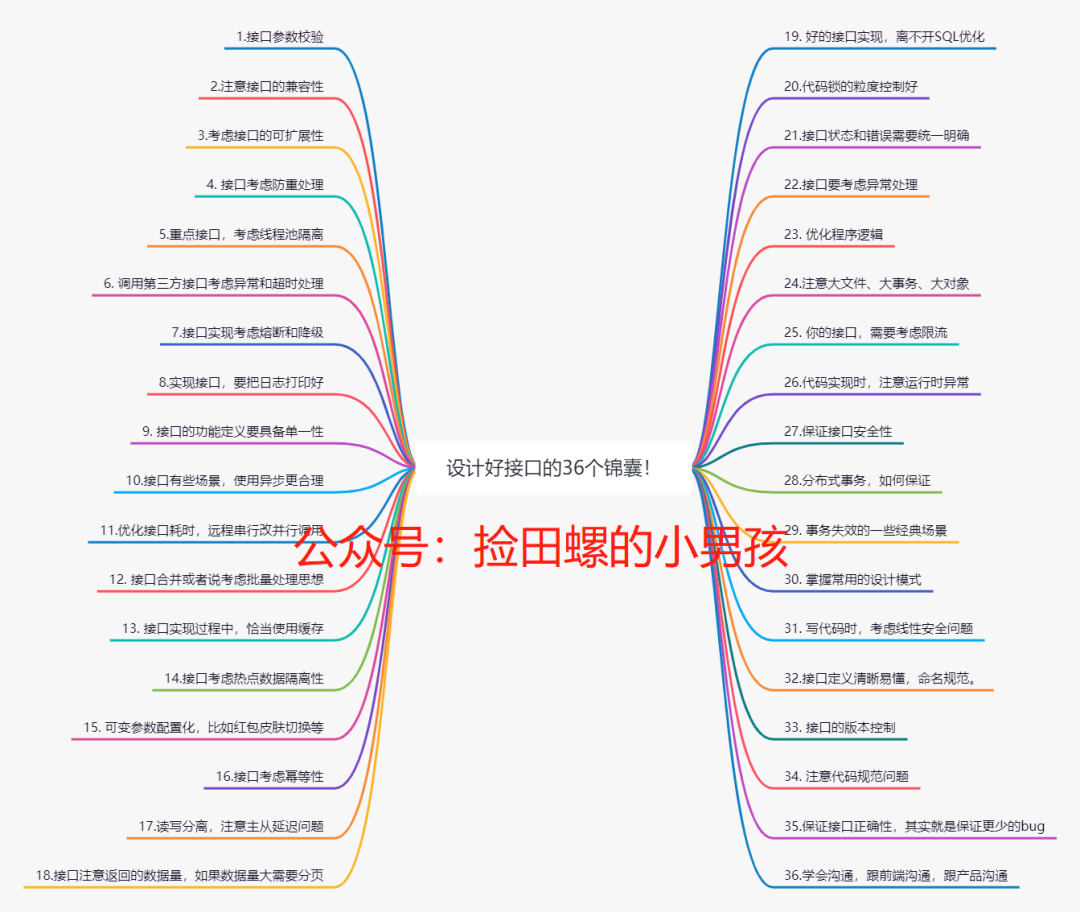 设计好接口的36个锦囊！
1.接口参数校验
2.注意接口的兼容性
3.考虑接口的可扩展性
4. 接口考虑防重处理
5.重点接口，考虑线程池隔离
6. 调用第三方接口考虑异常和超时处理
7.接口实现考虑熔断和降级
8.实现接口，要把日志打印好
9. 接口的功能定义要具备单一性
10.接口有些场景，使用异步更合理
11.优化接口耗时，远程串行改并行调用
12. 接口合并或者说考虑批量处理思想
13. 接口实现过程中，恰当使用缓存
14.接口考虑热点数据隔离性
15. 可变参数配置化，比如红包皮肤切换等
16.接口考虑幂等性
17.读写分离，注意主从延迟问题
18.接口注意返回的数据量，如果数据量大需要分页
19. 好的接口实现，离不开SQL优化
20.代码锁的粒度控制好
21.接口状态和错误需要统一明确
22.接口要考虑异常处理
23. 优化程序逻辑
24.注意大文件、大事务、大对象
25. 你的接口，需要考虑限流
26.代码实现时，注意运行时异常
27.保证接口安全性
28.分布式事务，如何保证
29. 事务失效的一些经典场景
30. 掌握常用的设计模式
31. 写代码时，考虑线性安全问题
32.接口定义清晰易懂，命名规范。
33. 接口的版本控制
34. 注意代码规范问题
35.保证接口正确性，其实就是保证更少的bug
36.学会沟通，跟前端沟通，跟产品沟通
公众号：捡田螺的小男孩